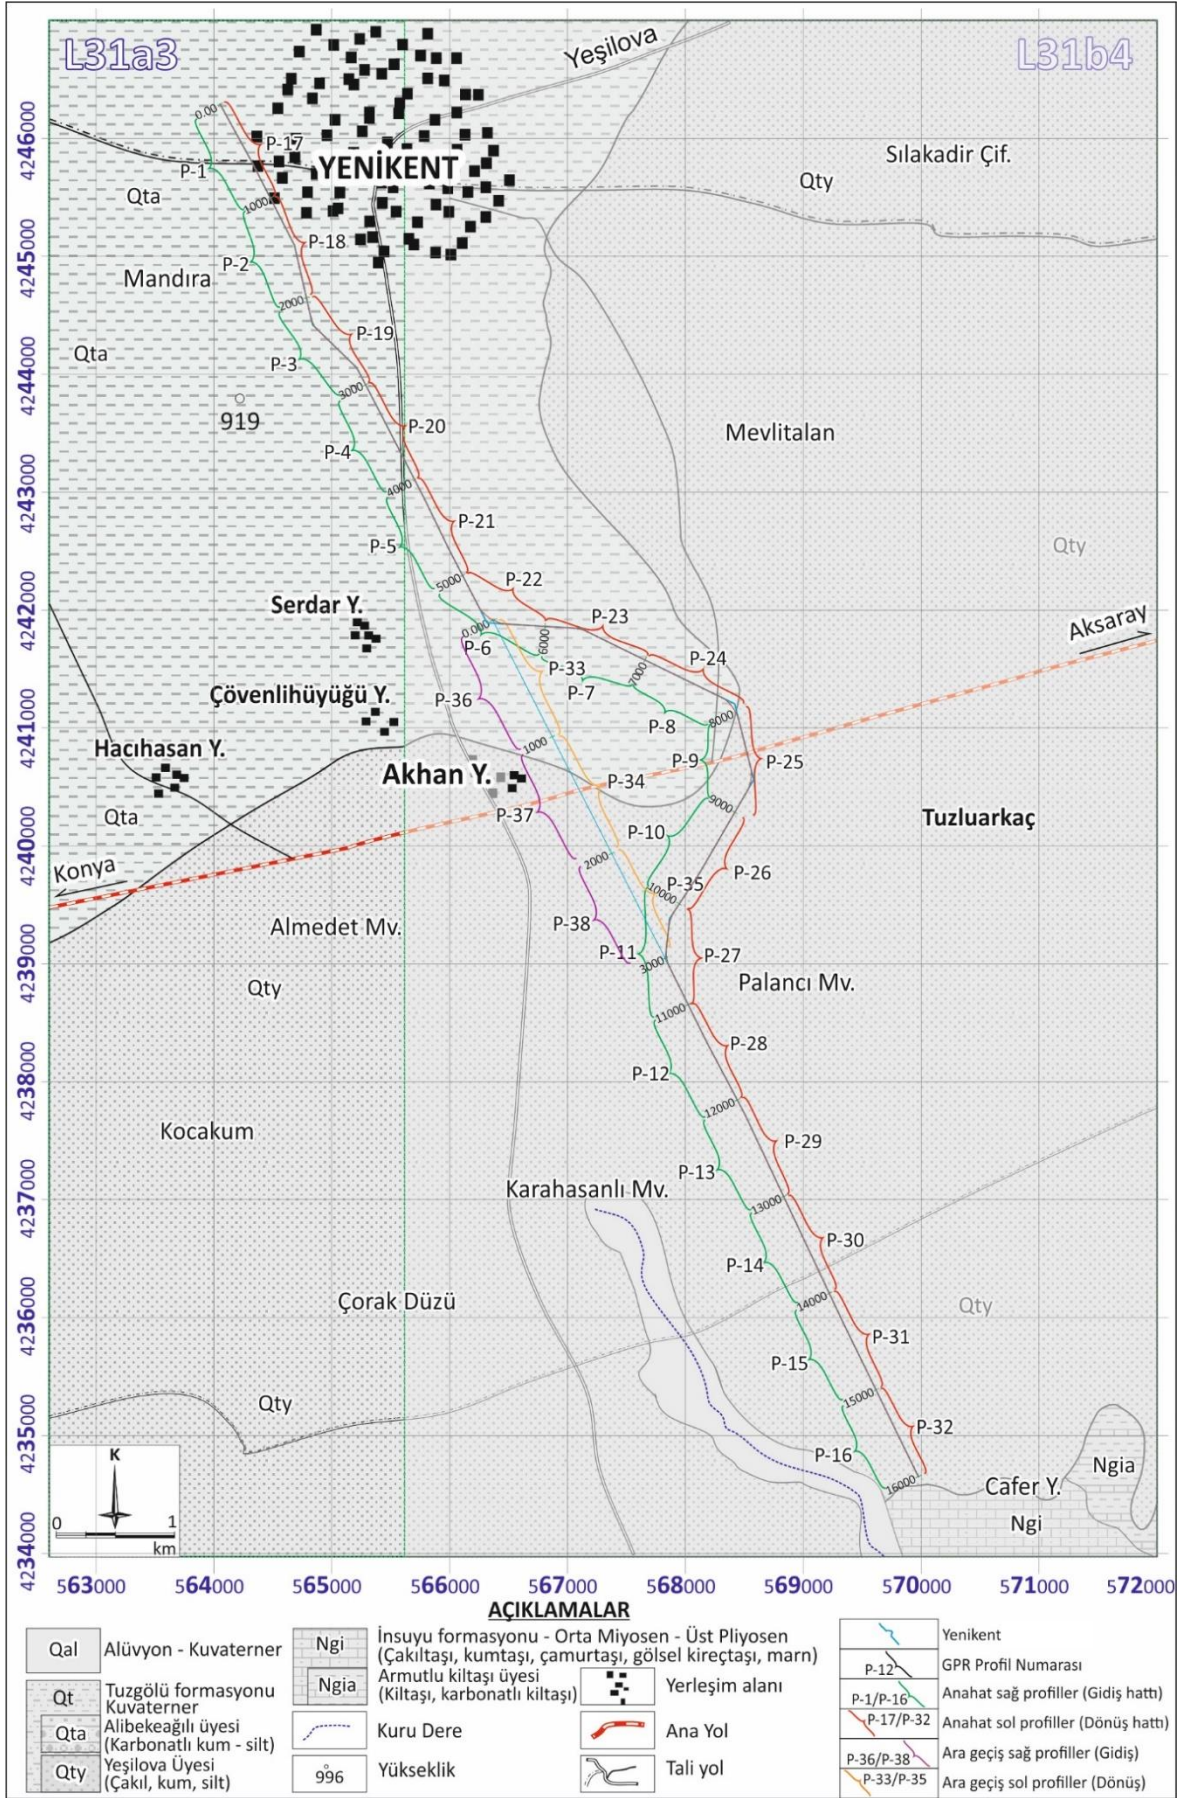 L31a3
L31b4
Yeşilova
0.00
P-17
YENİKENT
Sılakadir Çif.
P-1
Qta
Qty
1000
P-18
P-2
Mandıra
2000
P-19
Qta
P-3
3000
919
P-20
Mevlitalan
P-4
4000
P-21
P-5
Qty
5000
P-22
Serdar Y.
P-23
Aksaray
0.000
6000
P-6
P-24
P-33
7000
Çövenlihüyüğü Y.
P-36
P-7
P-8
8000
Hacıhasan Y.
1000
P-9
P-25
Akhan Y.
P-34
9000
Qta
P-37
P-10
Tuzluarkaç
Konya
2000
P-26
P-35
10000
Almedet Mv.
P-38
P-11
P-27
3000
Qty
Palancı Mv.
11000
P-28
P-12
12000
Kocakum
P-29
P-13
Karahasanlı Mv.
13000
P-30
P-14
Çorak Düzü
14000
Qty
P-31
P-15
Qty
15000
P-32
P-16
K
Ngia
16000
Cafer Y.
0
1
km
Ngi
4246000
4245000
4244000
4243000
4242000
4241000
4240000
4239000
4238000
4237000
4236000
4235000
4234000
563000 564000 565000 566000 567000 568000 569000 570000 571000 572000
AÇIKLAMALAR
Qal
Alüvyon - Kuvaterner
Qt
Tuzgölü formasyonu
Kuvaterner
Qta
Alibekeağılı üyesi
(Karbonatlı kum - silt)
Qty
Yeşilova Üyesi
(Çakıl, kum, silt)
Ngi
İnsuyu formasyonu - Orta Miyosen - Üst Pliyosen
(Çakıltaşı, kumtaşı, çamurtaşı, gölsel kireçtaşı, marn)
Ngia
Armutlu kiltaşı üyesi
(Kiltaşı, karbonatlı kiltaşı)
Kuru Dere
996
Yükseklik
Yerleşim alanı
Ana Yol
Tali yol
Yenikent
P-12
GPR Profil Numarası
P-1/P-16
Anahat sağ profiller (Gidiş hattı)
P-17/P-32
Anahat sol profiller (Dönüş hattı)
P-36/P-38
Ara geçiş sağ profiller (Gidiş)
P-33/P-35
Ara geçiş sol profiller (Dönüş)